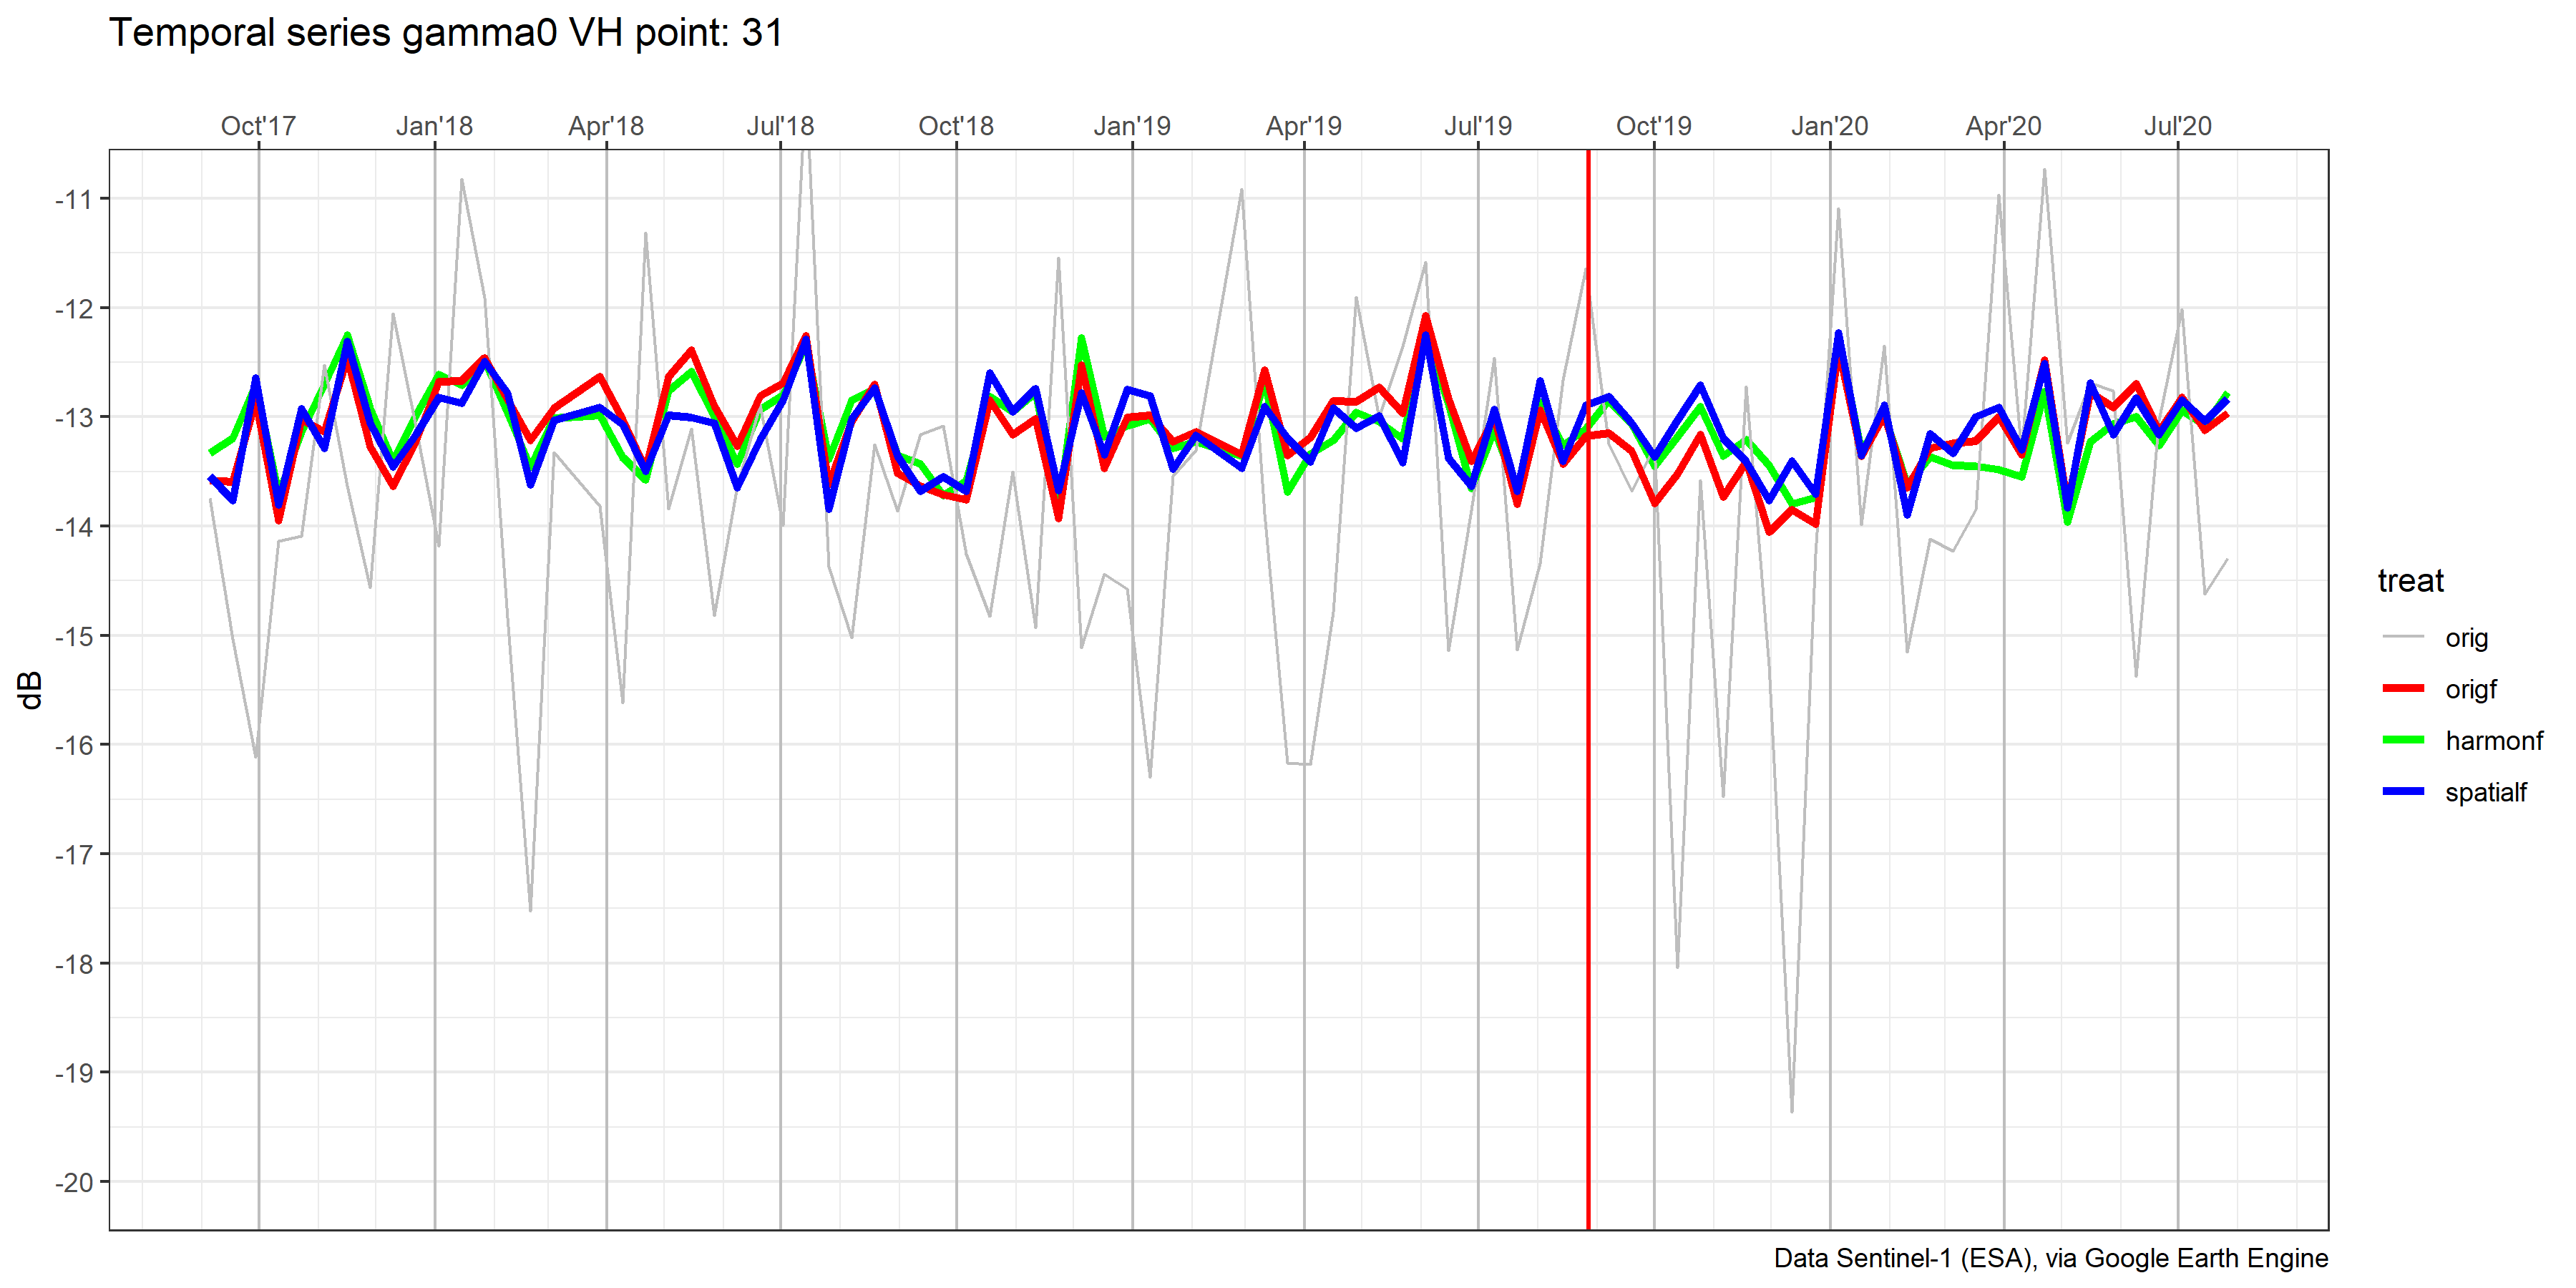 Temporal series gamma0 VH point: 31
Oct'17 Jan'18 Apr'18 Jul'18 Oct'18 Jan'19 Apr'19 Jul'19 Oct'19 Jan'20 Apr'20 Jul'20
-11
-12
-13
-14
-15
-16
-17
-18
-19
-20
dB
treat
orig
origf
harmonf
spatialf
Data Sentinel-1 (ESA), via Google Earth Engine